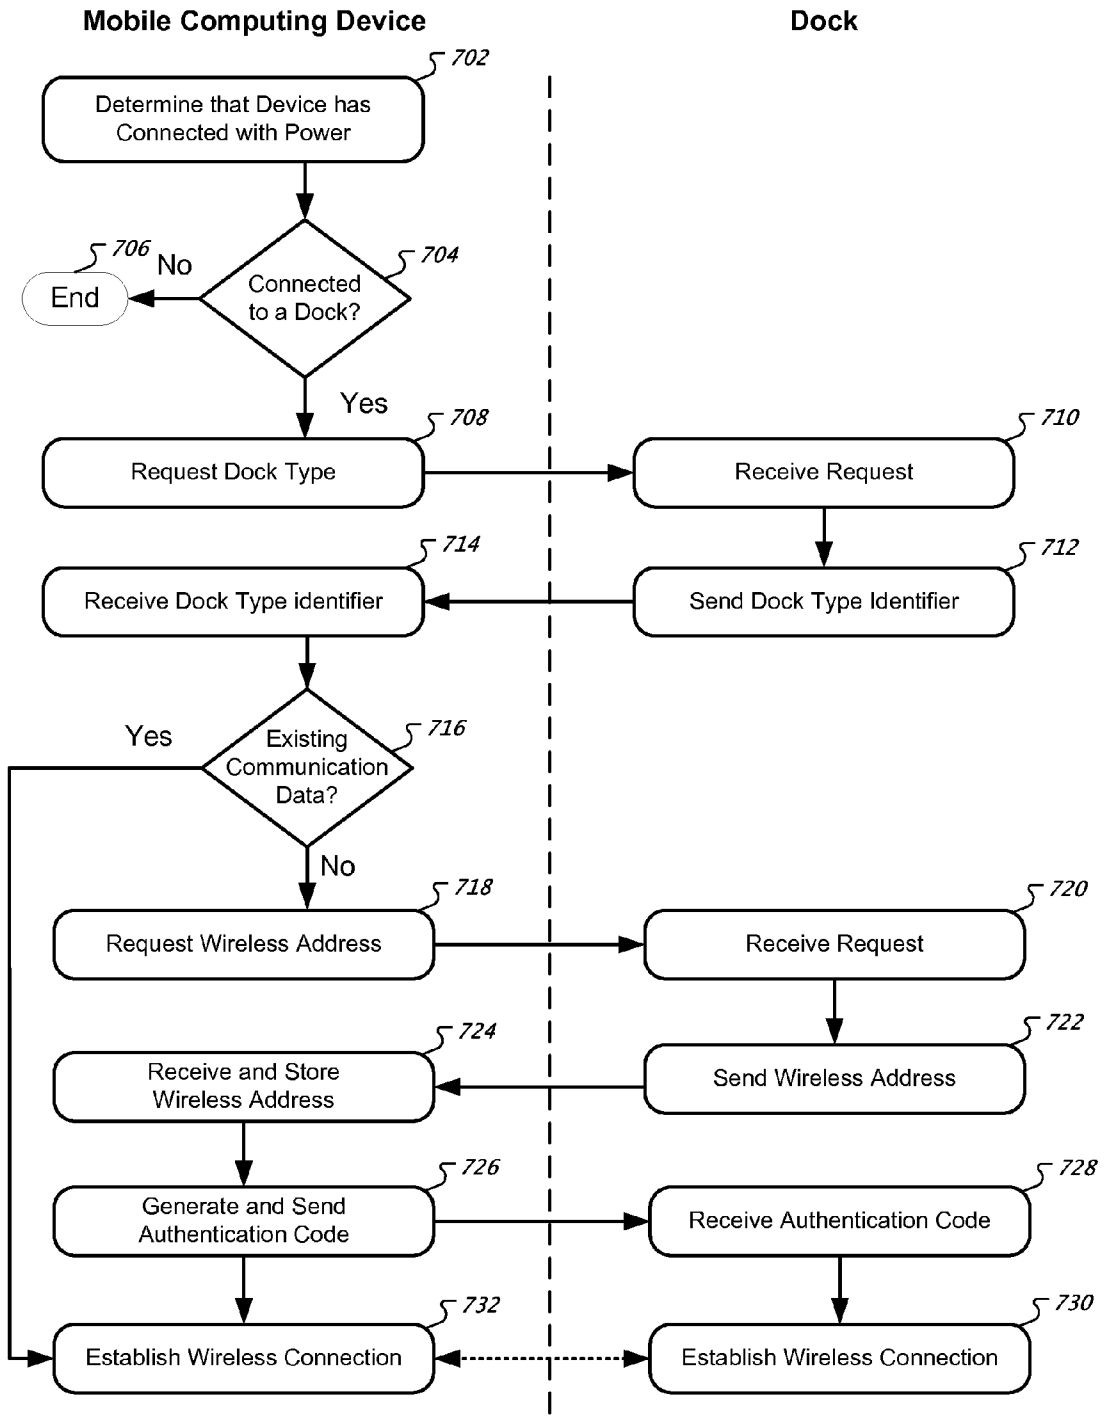 Mobile Computing Device
Dock
702
Determine that Device has
Connected with Power
706
No
704
End
Connected
to a Dock?
Yes
708
710
Request Dock Type
Receive Request
714
712
Receive Dock Type identifier
Send Dock Type Identifier
Yes
716
Existing
Communication
Data?
No
718
720
Request Wireless Address
Receive Request
724
722
Receive and Store
Wireless Address
Send Wireless Address
726
728
Generate and Send
Authentication Code
Receive Authentication Code
732
730
Establish Wireless Connection
Establish Wireless Connection